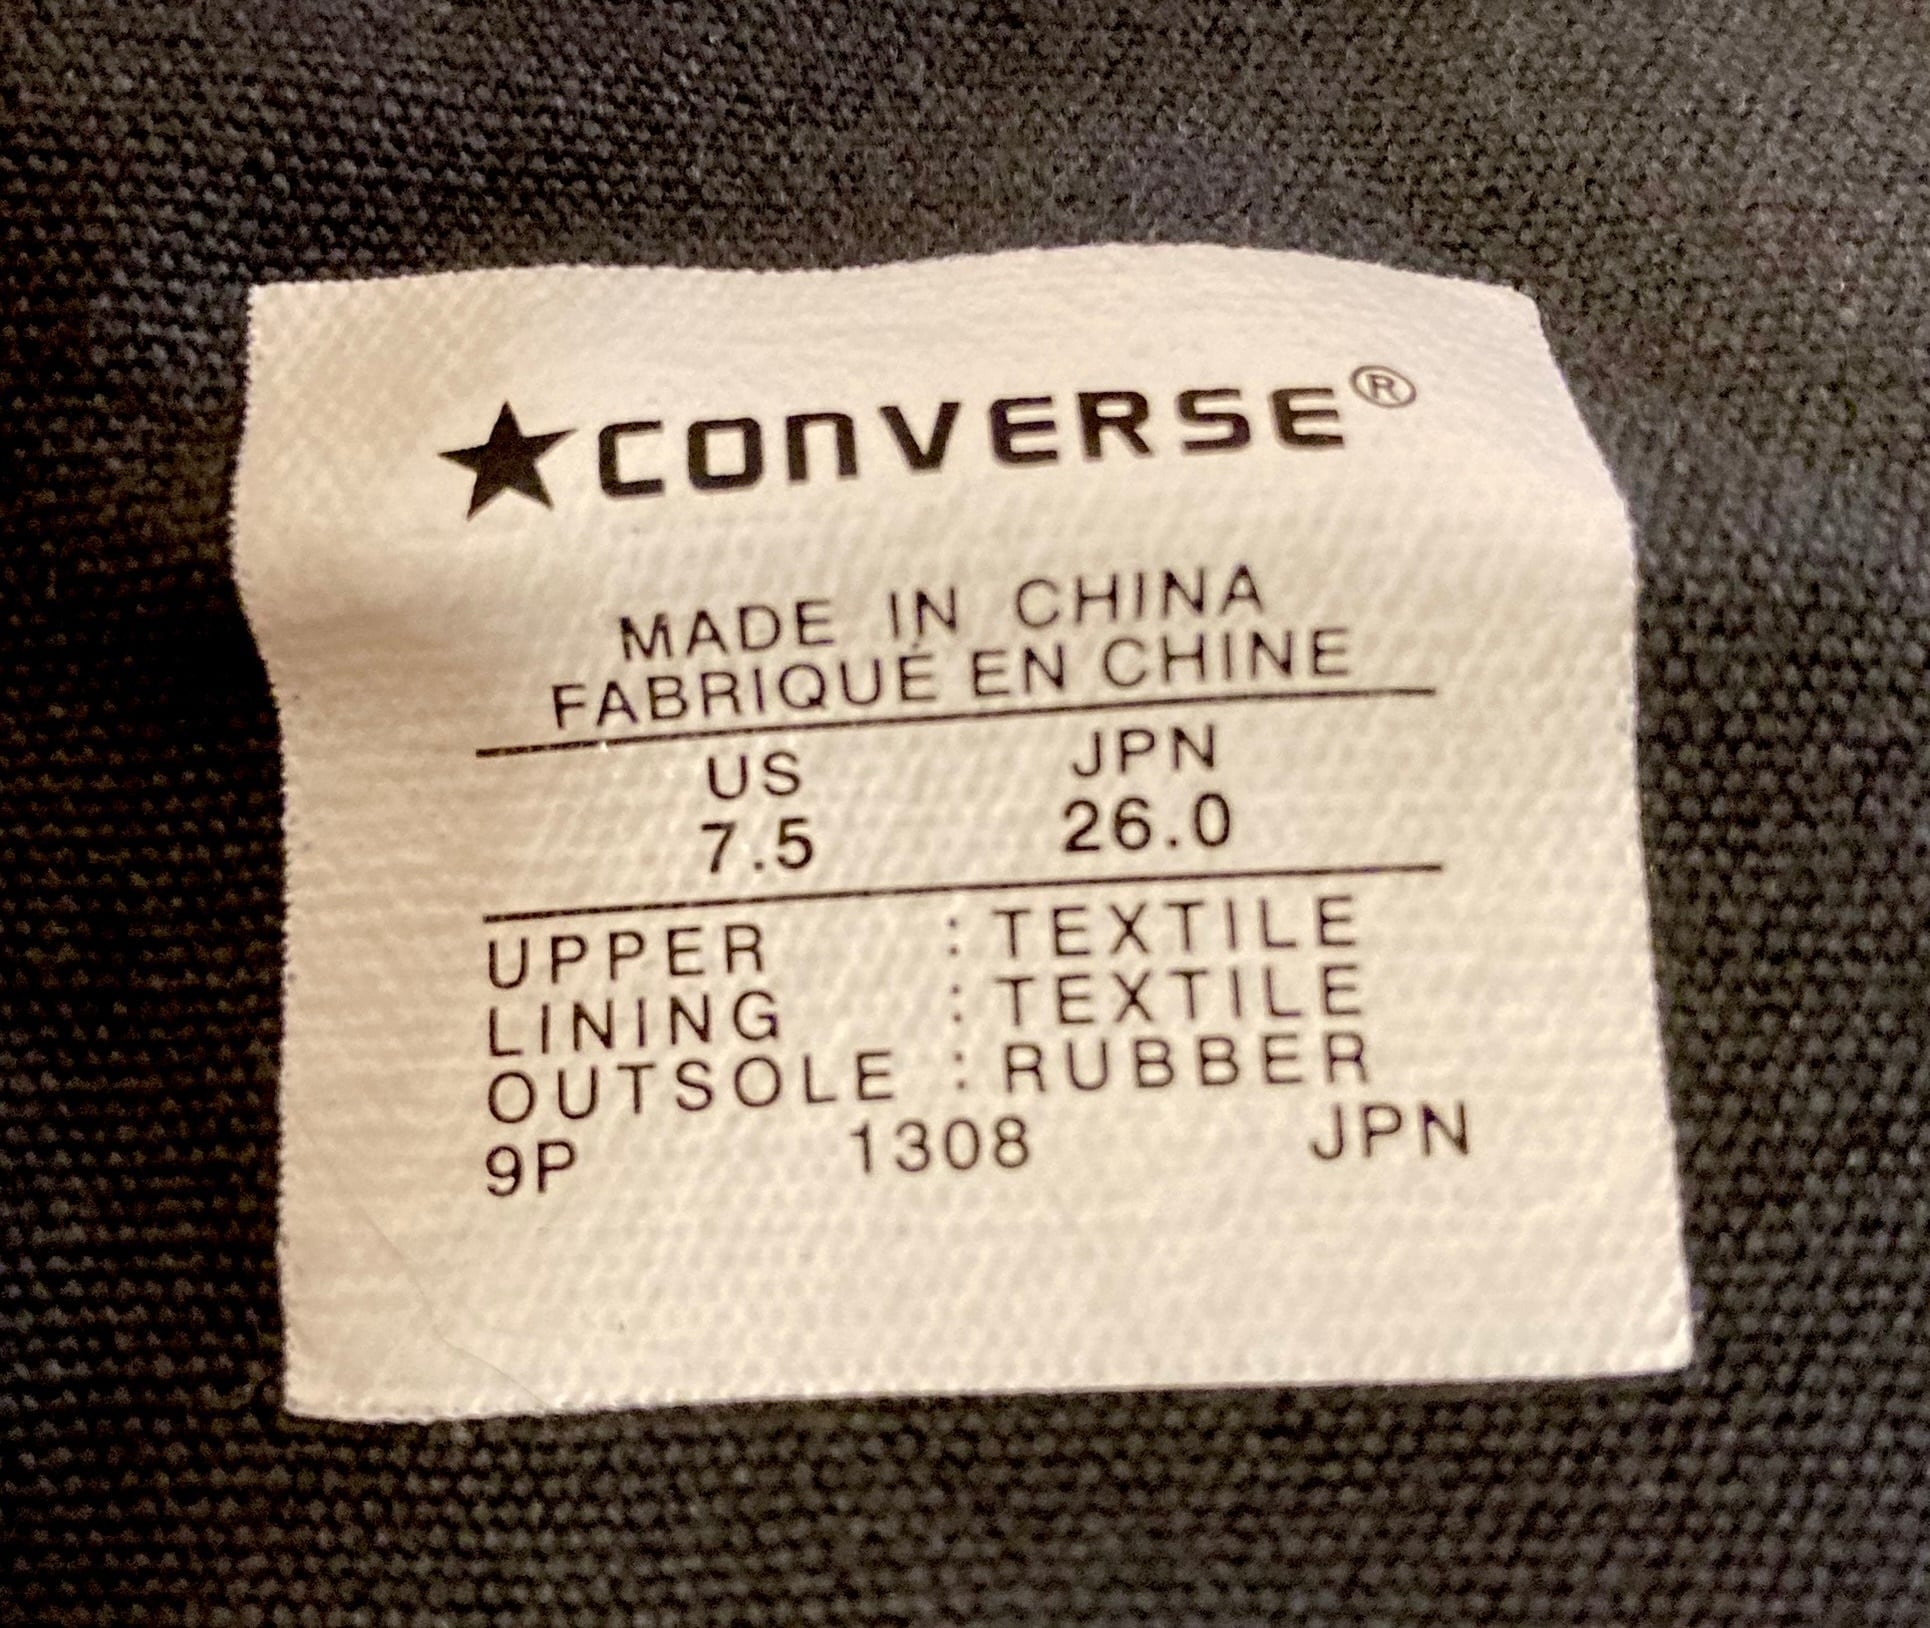 ★CONVERSE®
MADE IN CHINA
FABRIQUÉ EN CHINE
US JPN
7.5 26.0
UPPER : TEXTILE
LINING : TEXTILE
OUTSOLE : RUBBER
9P 1308 JPN